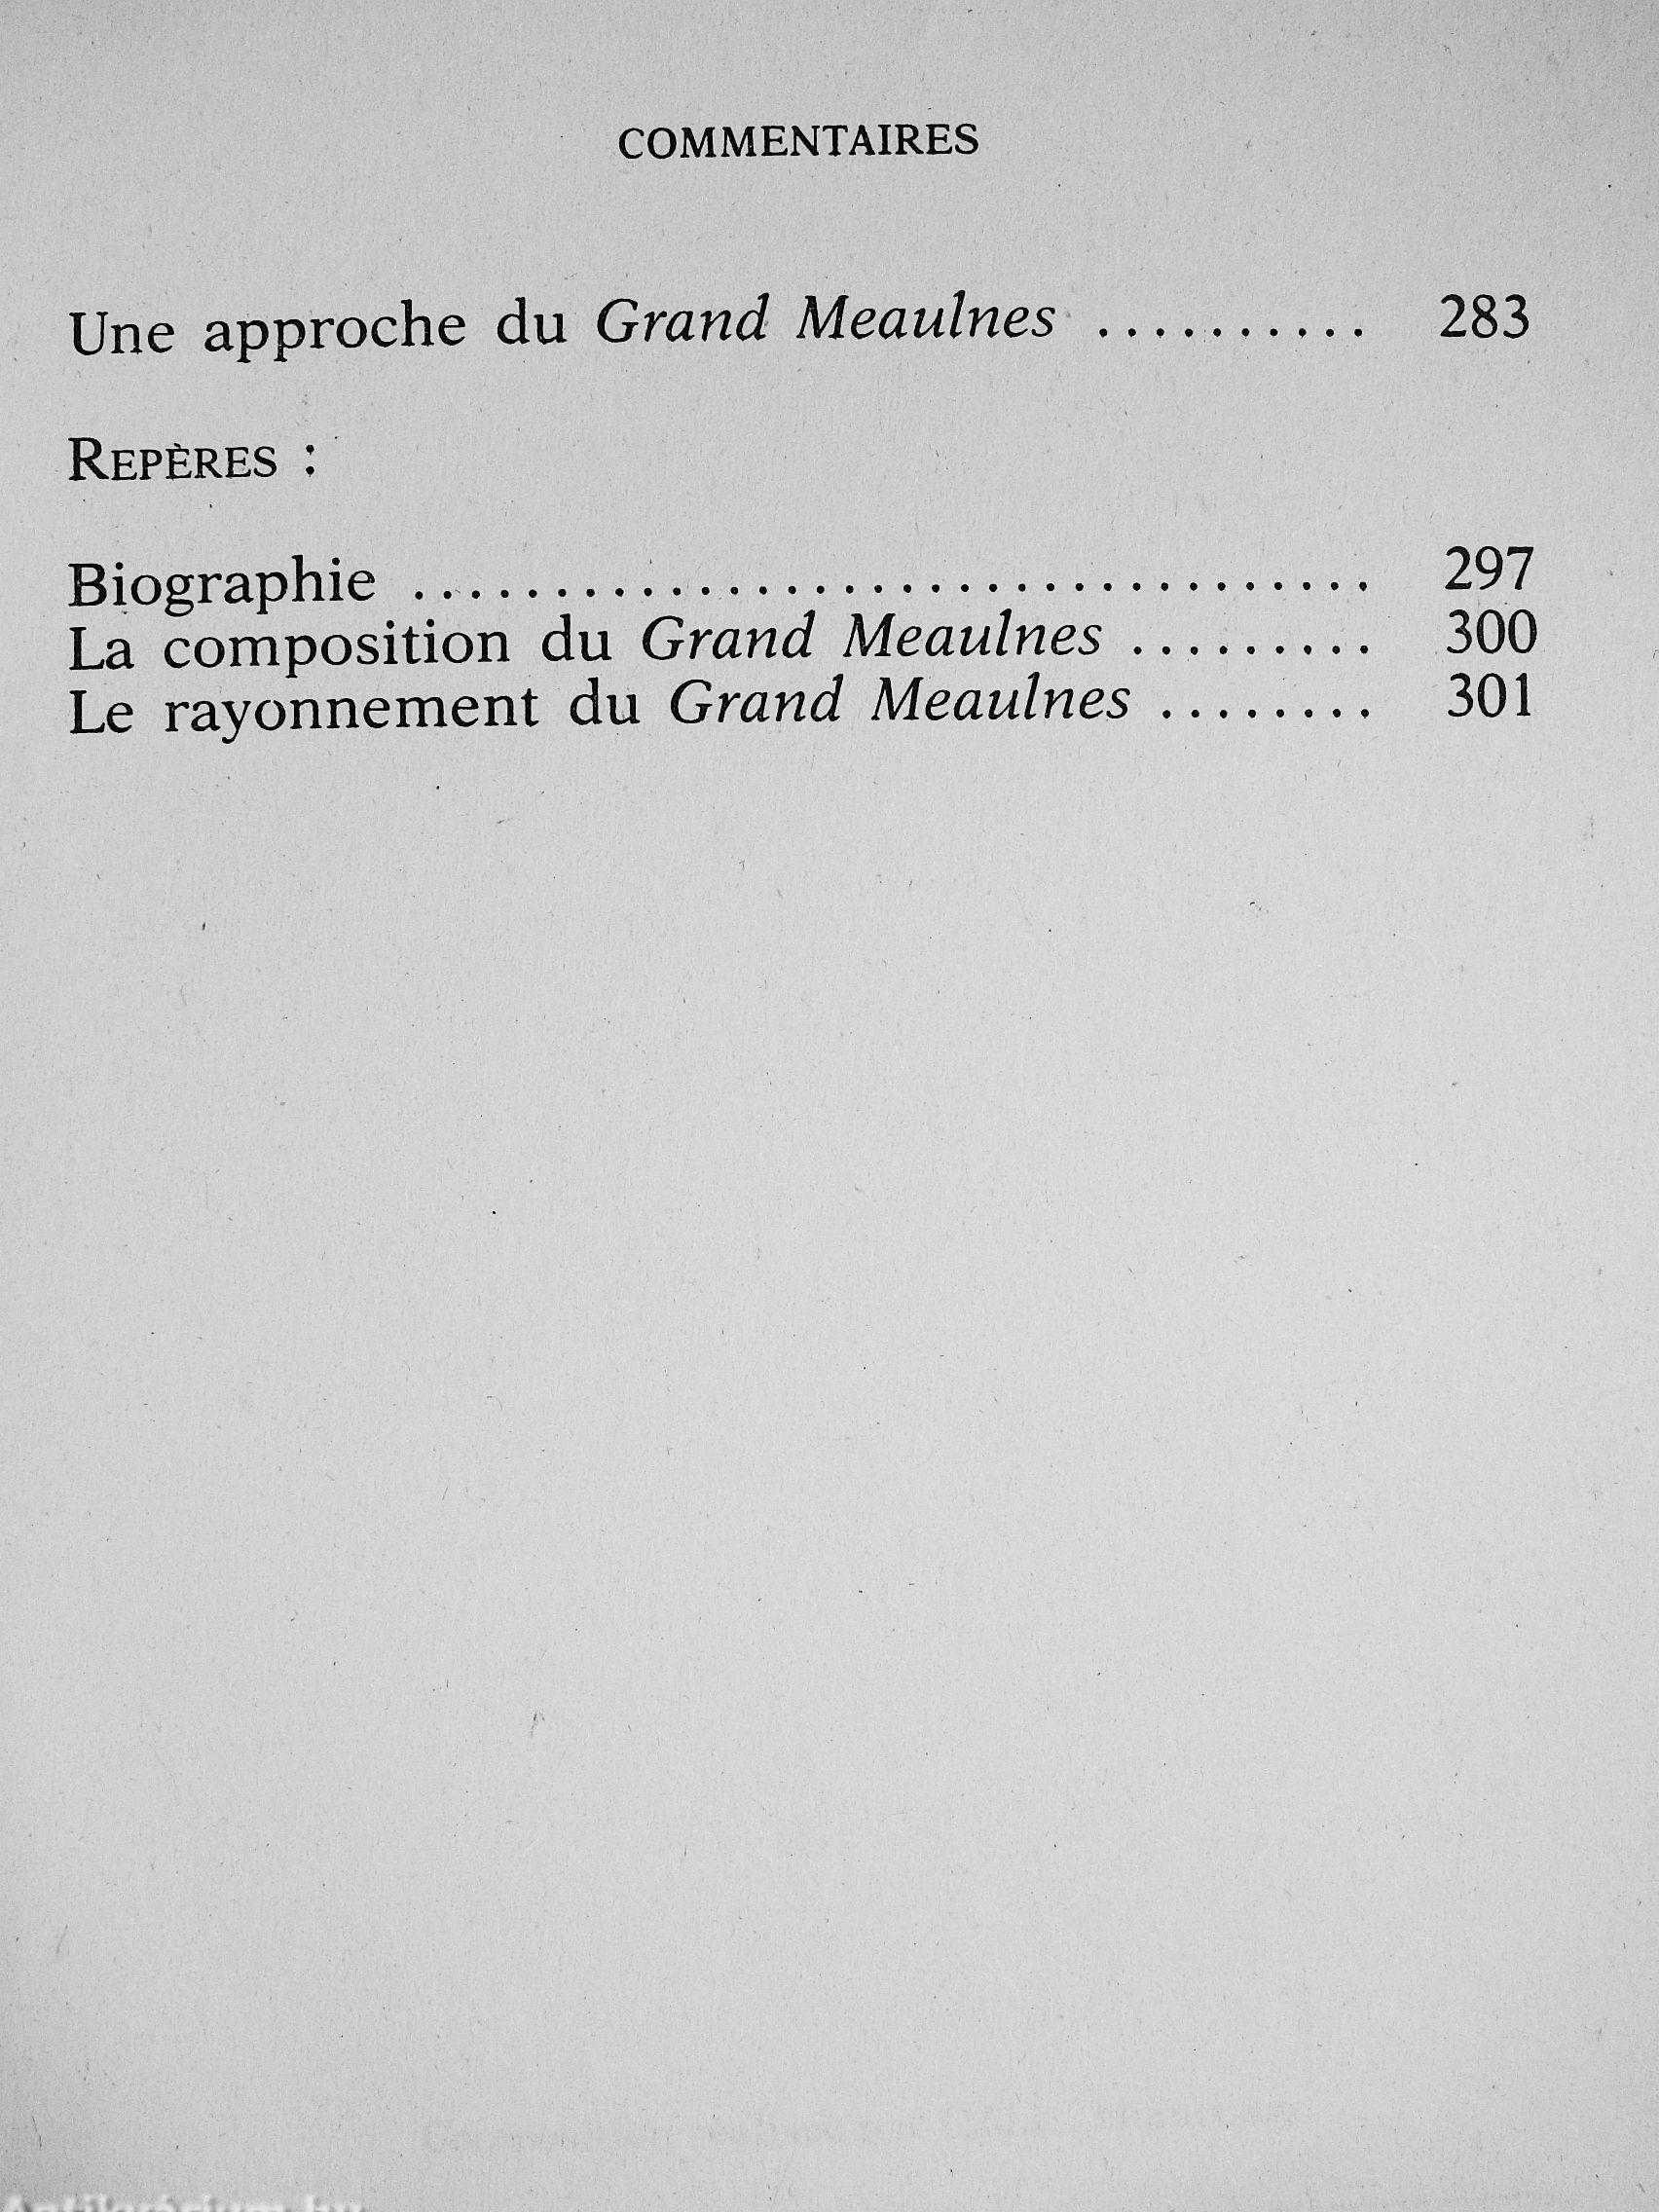 COMMENTAIRES
Une approche du Grand Meaulnes .......... 283
REPÈRES :
Biographie .................................. 297
La composition du Grand Meaulnes ......... 300
Le rayonnement du Grand Meaulnes ........ 301